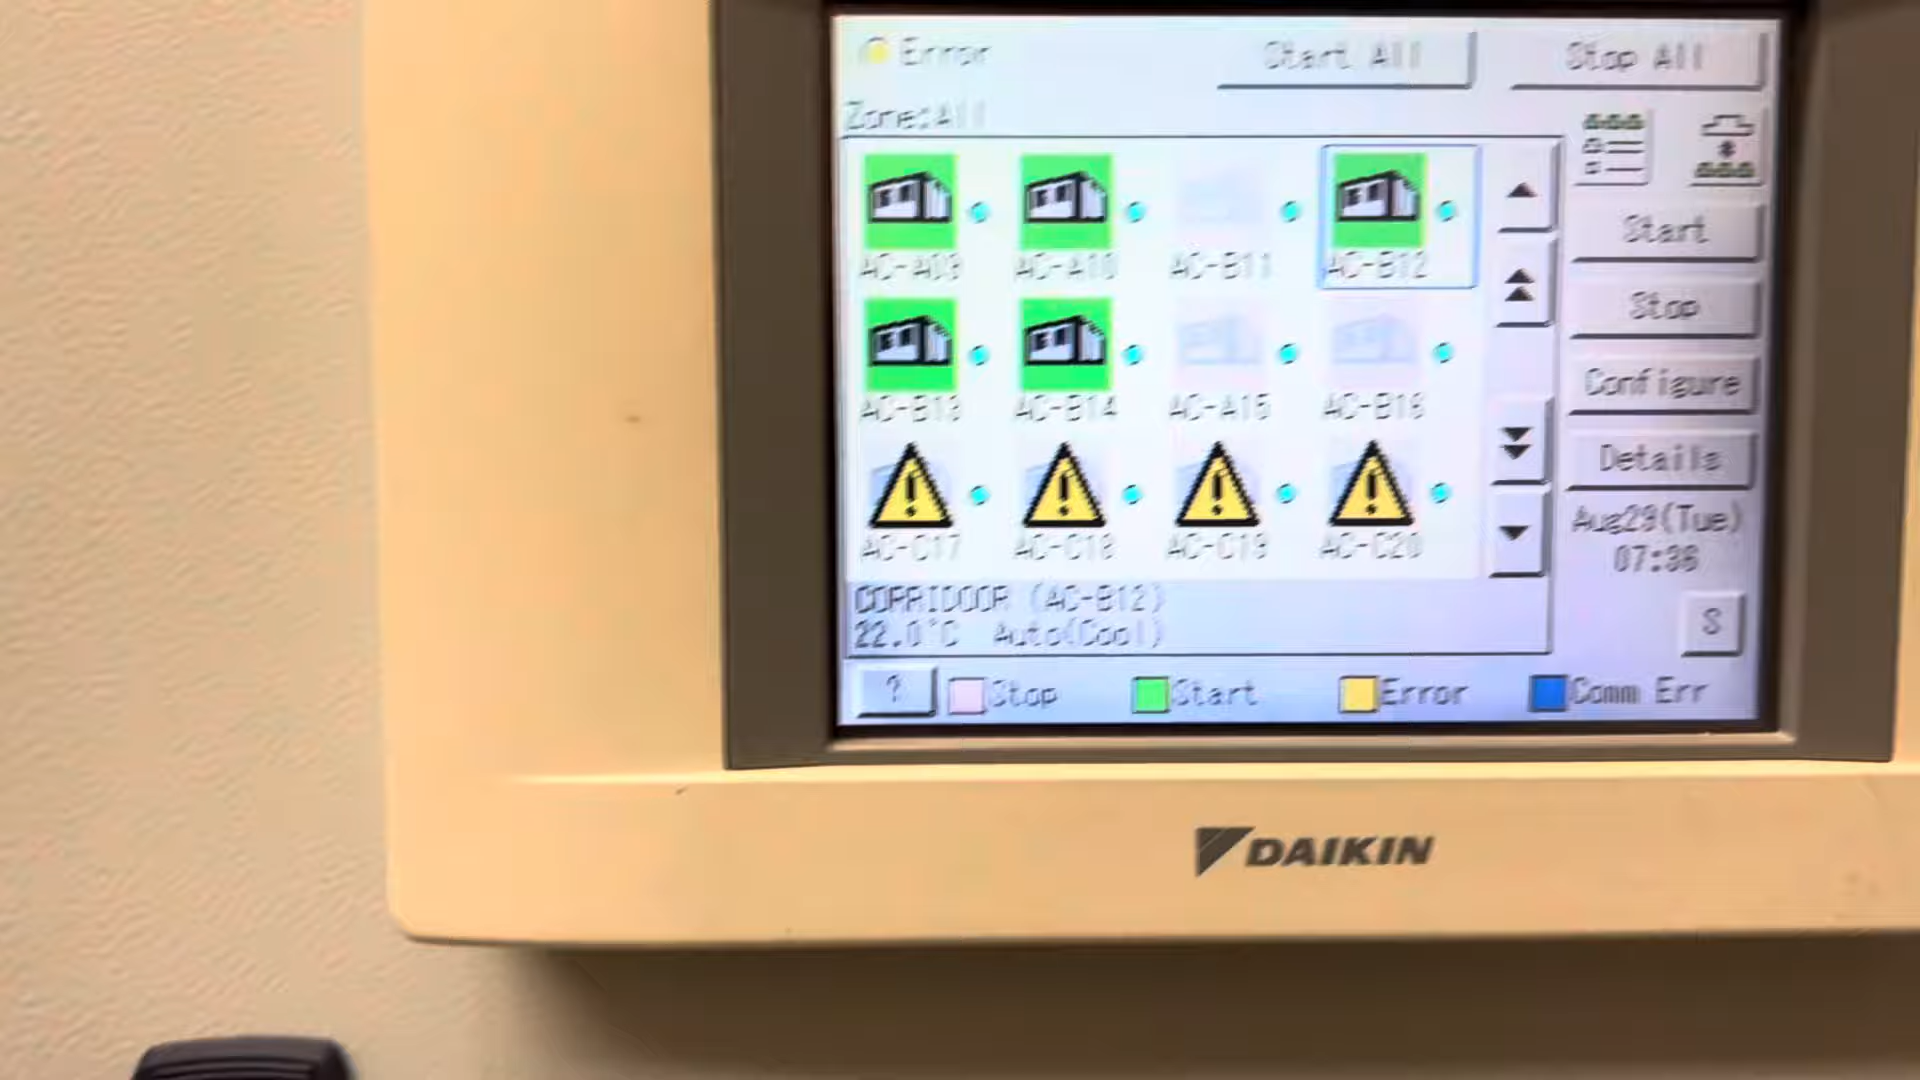 Error Start All Stop All
Zone:All
AC-A09 AC-A10 AC-B11 AC-B12
Start
Stop
AC-B13 AC-B14 AC-A15 AC-B16
Configure
Details
AC-C17 AC-C18 AC-C19 AC-C20
Aug29(Tue)
07:36
CORRIDOOR (AC-B12)
22.0°C Auto(Cool)
S
? Stop Start Error Comm Err
DAIKIN